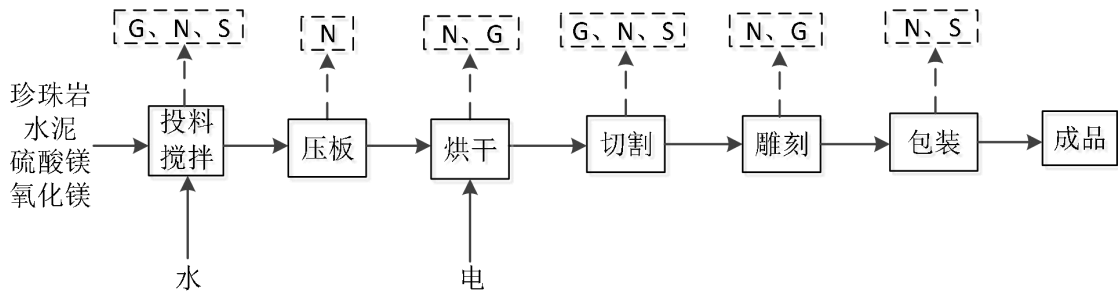 G、N、S
N
N、G
G、N、S
N、G
N、S
珍珠岩
水泥
硫酸镁
氧化镁
投料
搅拌
压板
烘干
切割
雕刻
包装
成品
水
电